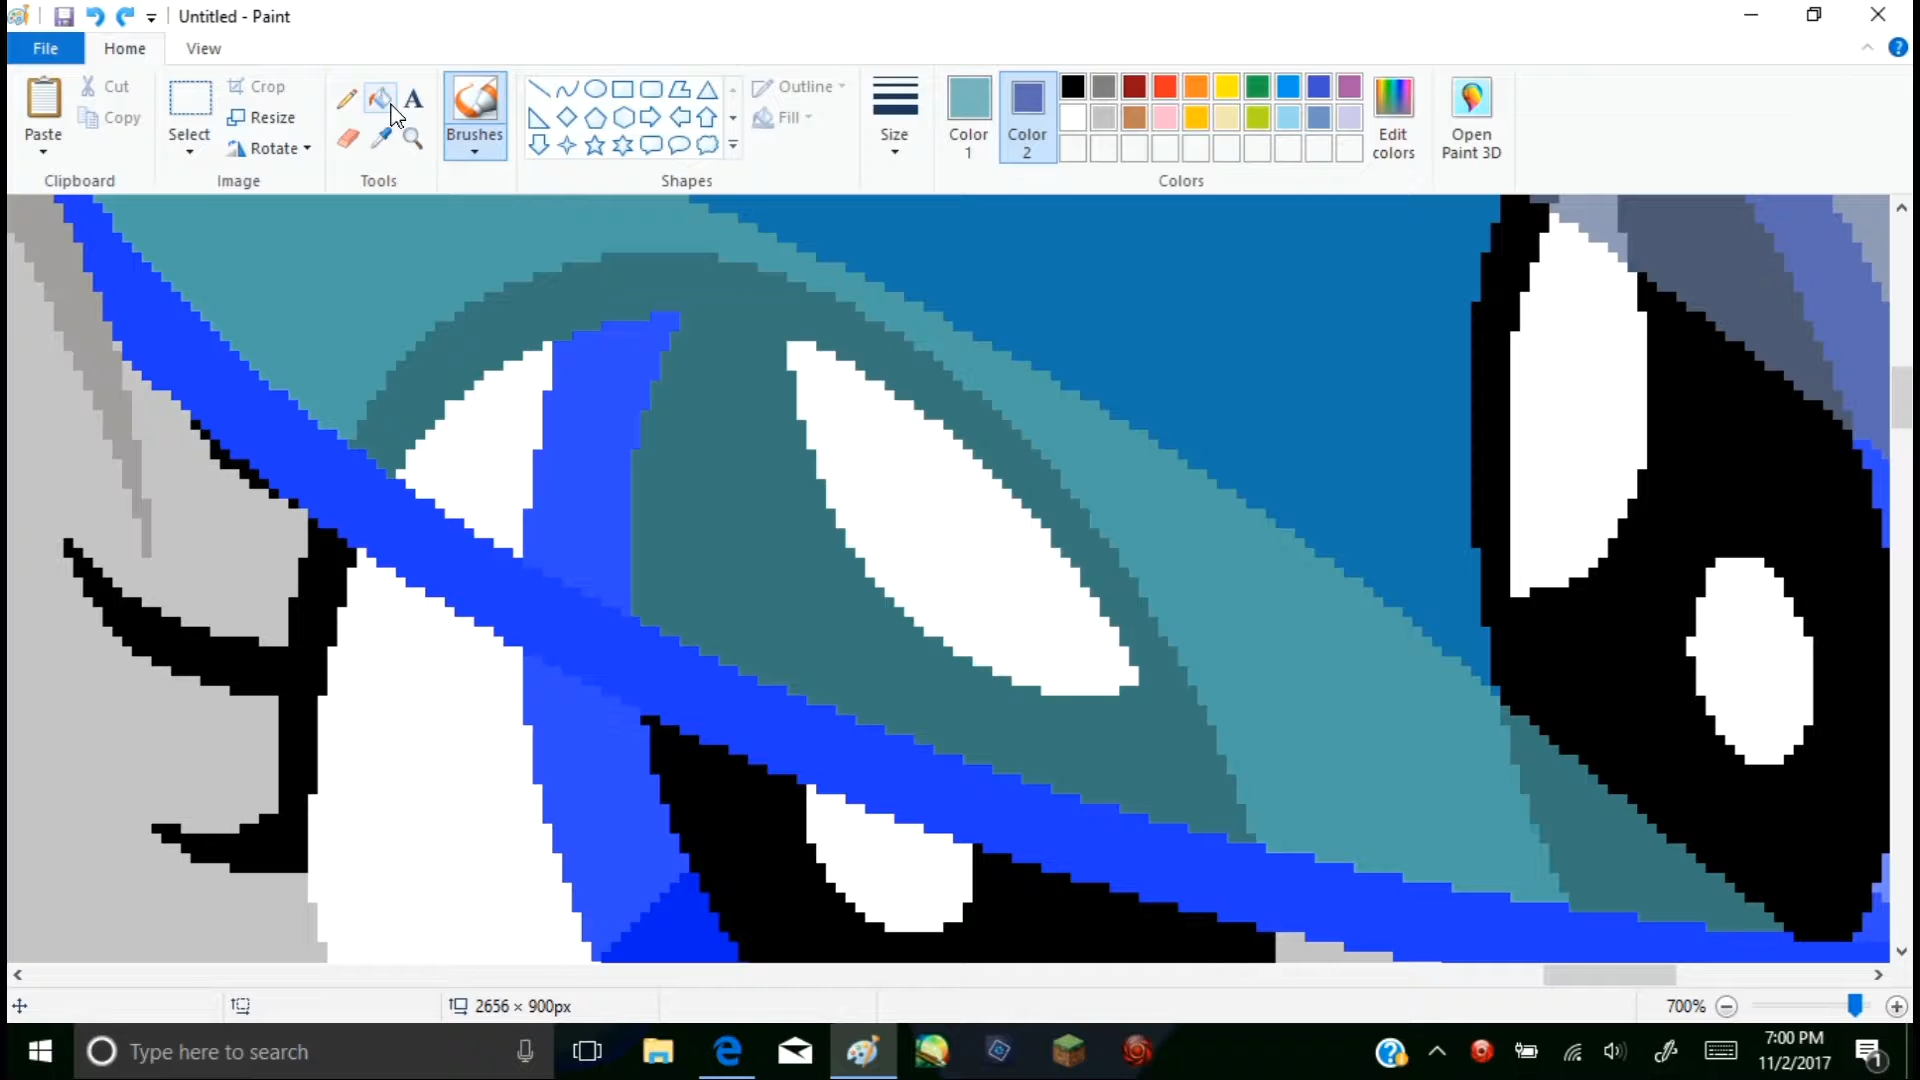 Untitled - Paint
File Home View
Cut
Copy
Paste
Clipboard
Select
Crop
Resize
Rotate
Image
A
Tools
Brushes
Outline
Fill
Shapes
Size
Color
1
Color
2
Edit
colors
Colors
Open
Paint 3D
2656 × 900px
700%
Type here to search
7:00 PM
11/2/2017
1